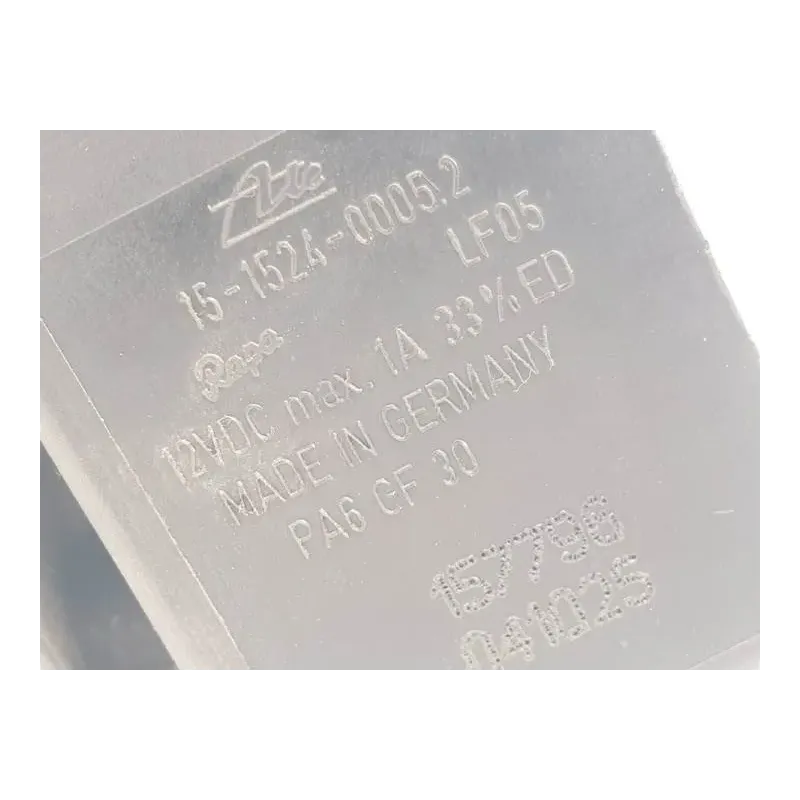 Ate
15-1524-0005.2
LF05
Rapa
12VDC max. 1A 33% ED
MADE IN GERMANY
PA6 GF 30
157796
041025